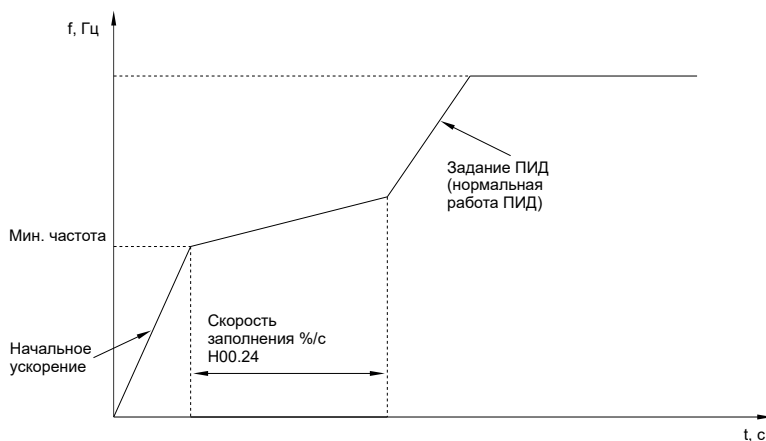 f, Гц
Задание ПИД
(нормальная
работа ПИД)
Мин. частота
Скорость
заполнения %/с
H00.24
Начальное
ускорение
t, с